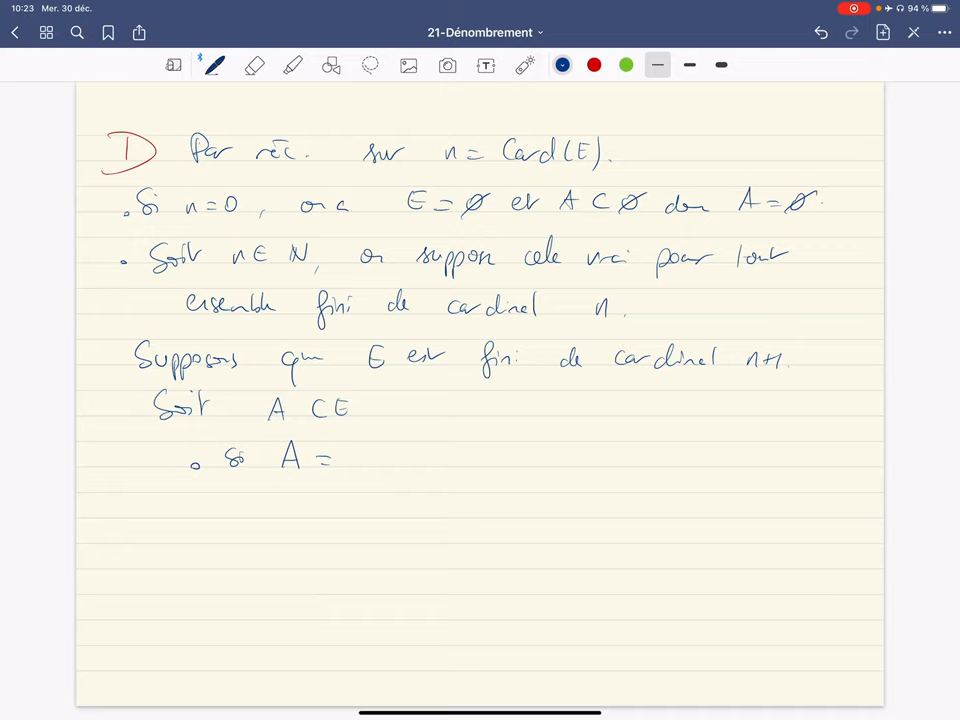 10:23 Mer. 30 déc.
94 %
21-Dénombrement
D Par réc. sur n = Card(E).
. Si n=0, on a E = ∅ et A ⊂ ∅ donc A = ∅.
. Soit n ∈ ℕ, on suppose cela vrai pour tout
ensemble fini de cardinal n.
Supposons que E est fini de cardinal n+1.
Soit A ⊂ E
. si A =